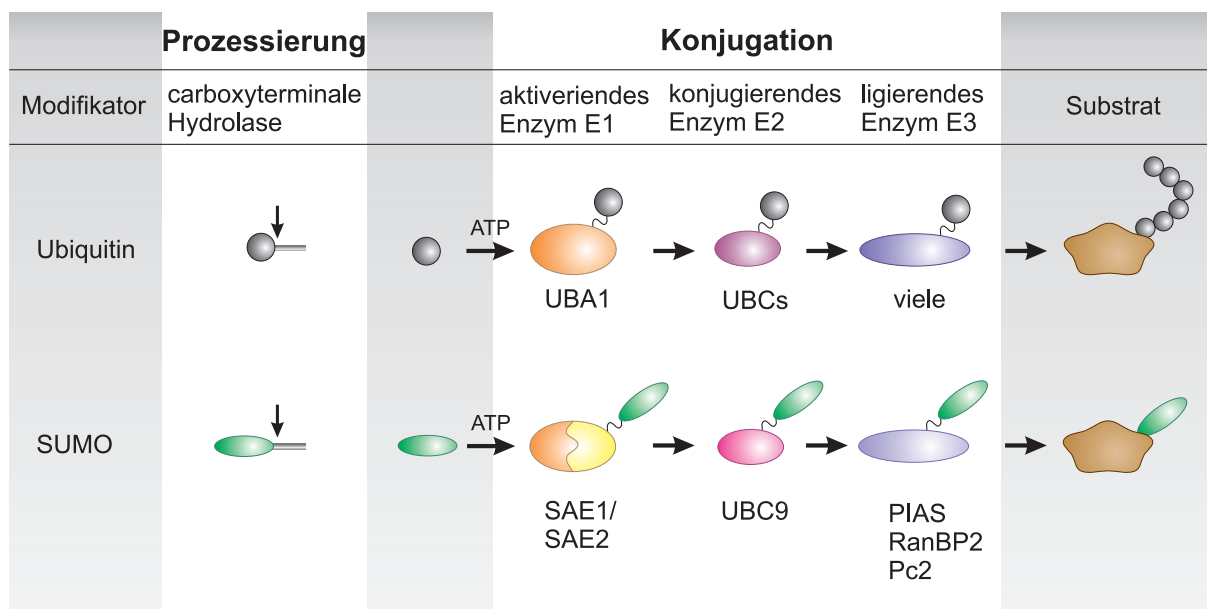 Prozessierung
Konjugation
Modifikator
carboxyterminale
Hydrolase
aktiveriendes
Enzym E1
konjugierendes
Enzym E2
ligierendes
Enzym E3
Substrat
Ubiquitin
ATP
UBA1
UBCs
viele
SUMO
ATP
SAE1/
SAE2
UBC9
PIAS
RanBP2
Pc2